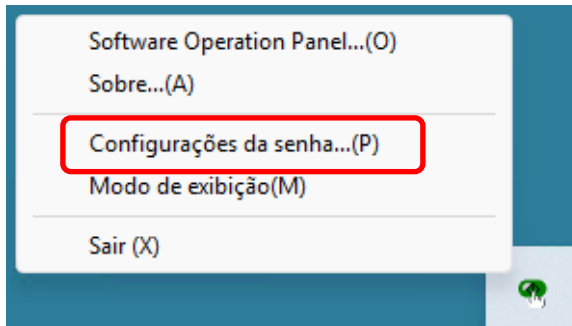 Software Operation Panel...(O)
Sobre...(A)
Configurações da senha...(P)
Modo de exibição(M)
Sair (X)